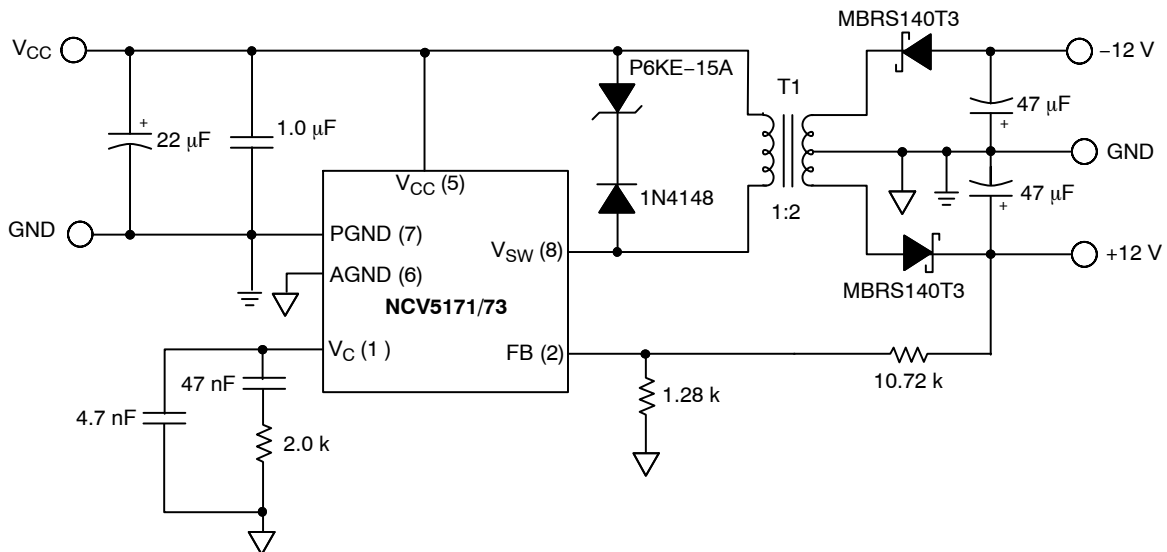 MBRS140T3
V_CC
−12 V
P6KE−15A
T1
+
22 μF
1.0 μF
47 μF
+
V_CC (5)
GND
1N4148
47 μF
+
1:2
GND
PGND (7)
V_SW (8)
+12 V
AGND (6)
MBRS140T3
NCV5171/73
V_C (1 )
FB (2)
10.72 k
47 nF
1.28 k
4.7 nF
2.0 k